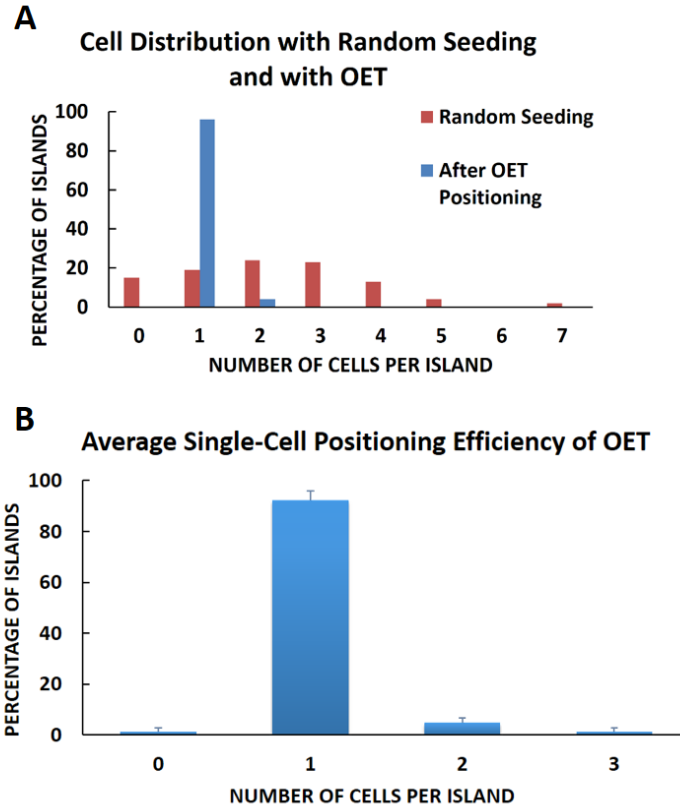 A
Cell Distribution with Random Seeding
and with OET
PERCENTAGE OF ISLANDS
100
80
60
40
20
0
Random Seeding
After OET
Positioning
0 1 2 3 4 5 6 7
NUMBER OF CELLS PER ISLAND
B
Average Single-Cell Positioning Efficiency of OET
PERCENTAGE OF ISLANDS
100
80
60
40
20
0
0 1 2 3
NUMBER OF CELLS PER ISLAND